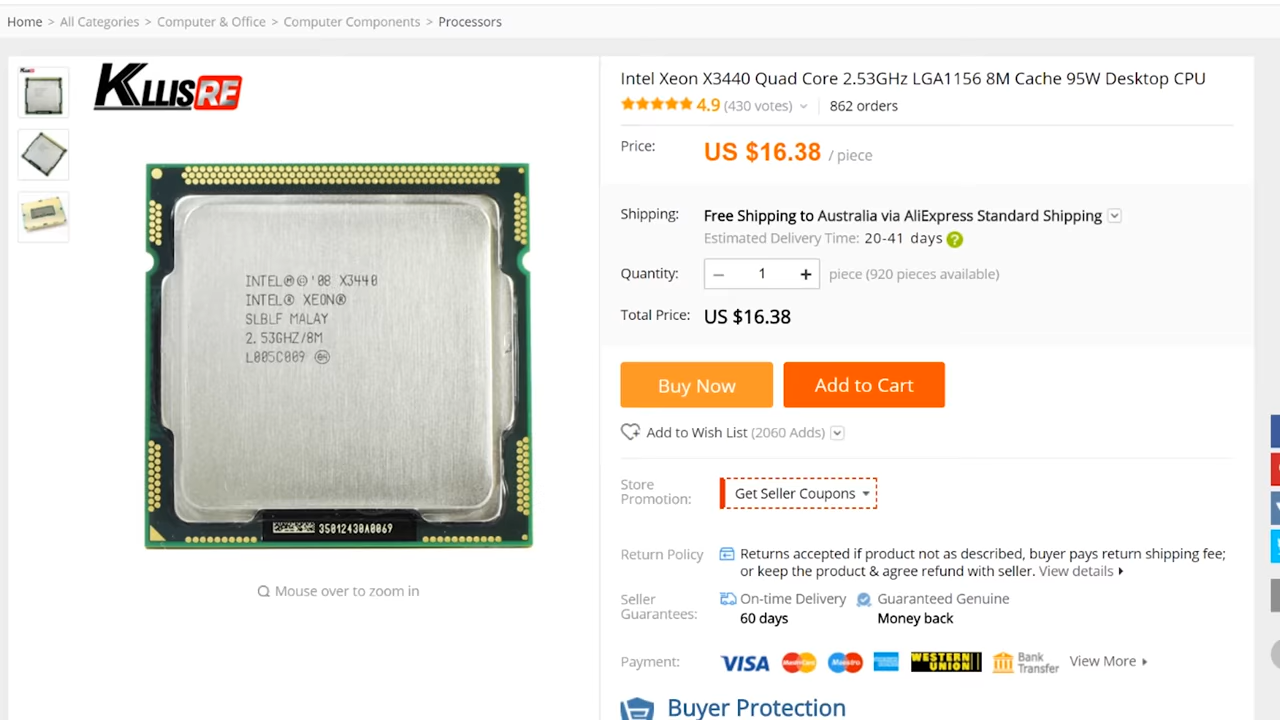 Home > All Categories > Computer & Office > Computer Components > Processors
KLLISRE
INTEL®©'08 X3440
INTEL® XEON®
SLBLF MALAY
2.53GHZ/8M
L005C009
35012430A0069
Mouse over to zoom in
Intel Xeon X3440 Quad Core 2.53GHz LGA1156 8M Cache 95W Desktop CPU
4.9 (430 votes) 862 orders
Price: US $16.38 / piece
Shipping: Free Shipping to Australia via AliExpress Standard Shipping
Estimated Delivery Time: 20-41 days ?
Quantity: − 1 + piece (920 pieces available)
Total Price: US $16.38
Buy Now Add to Cart
Add to Wish List (2060 Adds)
Store
Promotion:
Get Seller Coupons
Return Policy Returns accepted if product not as described, buyer pays return shipping fee;
or keep the product & agree refund with seller. View details
Seller
Guarantees:
On-time Delivery
60 days
Guaranteed Genuine
Money back
Payment: VISA MasterCard Maestro WESTERN UNION Bank Transfer View More
Buyer Protection